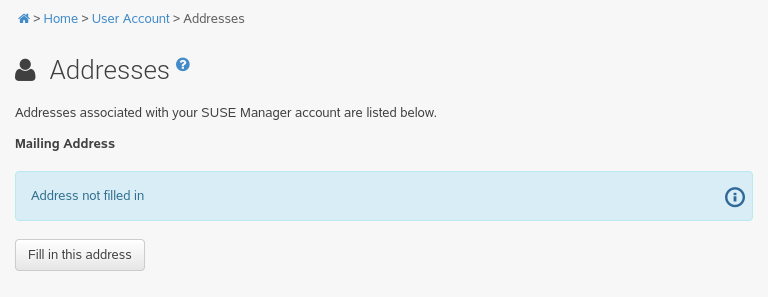 > Home > User Account > Addresses
Addresses ?
Addresses associated with your SUSE Manager account are listed below.
Mailing Address
Address not filled in
Fill in this address